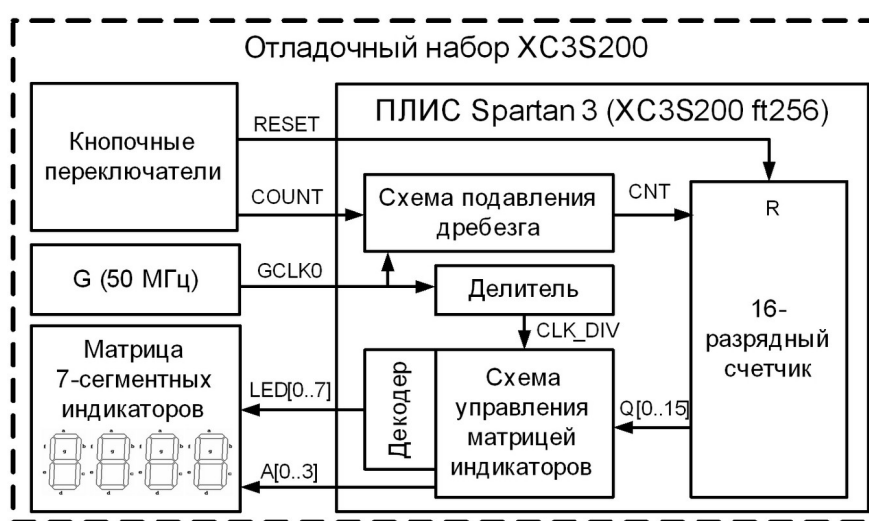 Отладочный набор XC3S200
Кнопочные
переключатели
RESET
COUNT
ПЛИС Spartan 3 (XC3S200 ft256)
Схема подавления
дребезга
CNT
R
16-
разрядный
счетчик
G (50 МГц)
GCLK0
Делитель
CLK_DIV
Матрица
7-сегментных
индикаторов
LED[0..7]
A[0..3]
Декодер
Схема
управления
матрицей
индикаторов
Q[0..15]